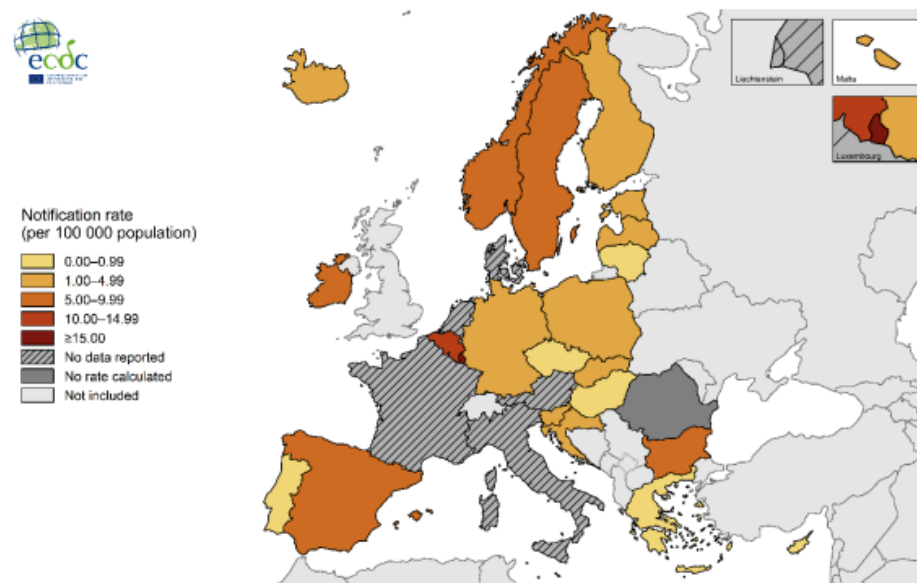 ecdc
Liechtenstein
Malta
Luxembourg
Notification rate
(per 100 000 population)
0.00–0.99
1.00–4.99
5.00–9.99
10.00–14.99
≥15.00
No data reported
No rate calculated
Not included